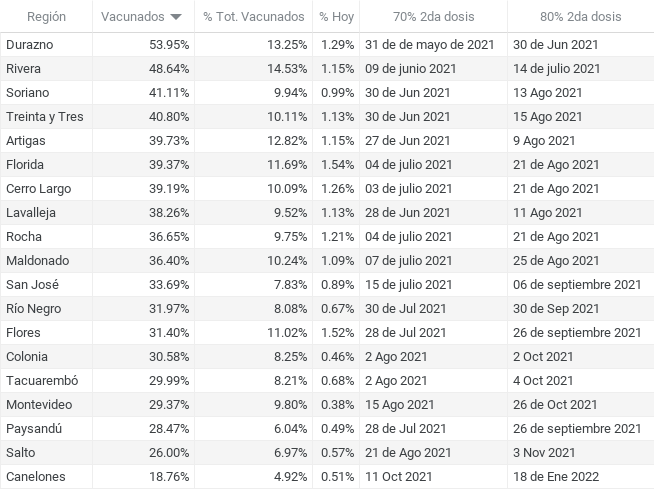 Región Vacunados % Tot. Vacunados % Hoy 70% 2da dosis 80% 2da dosis
Durazno 53.95% 13.25% 1.29% 31 de de mayo de 2021 30 de Jun 2021
Rivera 48.64% 14.53% 1.15% 09 de junio 2021 14 de julio 2021
Soriano 41.11% 9.94% 0.99% 30 de Jun 2021 13 Ago 2021
Treinta y Tres 40.80% 10.11% 1.13% 30 de Jun 2021 15 Ago 2021
Artigas 39.73% 12.82% 1.15% 27 de Jun 2021 9 Ago 2021
Florida 39.37% 11.69% 1.54% 04 de julio 2021 21 de Ago 2021
Cerro Largo 39.19% 10.09% 1.26% 03 de julio 2021 21 de Ago 2021
Lavalleja 38.26% 9.52% 1.13% 28 de Jun 2021 11 Ago 2021
Rocha 36.65% 9.75% 1.21% 04 de julio 2021 21 de Ago 2021
Maldonado 36.40% 10.24% 1.09% 07 de julio 2021 25 de Ago 2021
San José 33.69% 7.83% 0.89% 15 de julio 2021 06 de septiembre 2021
Río Negro 31.97% 8.08% 0.67% 30 de Jul 2021 30 de Sep 2021
Flores 31.40% 11.02% 1.52% 28 de Jul 2021 26 de septiembre 2021
Colonia 30.58% 8.25% 0.46% 2 Ago 2021 2 Oct 2021
Tacuarembó 29.99% 8.21% 0.68% 2 Ago 2021 4 Oct 2021
Montevideo 29.37% 9.80% 0.38% 15 Ago 2021 26 de Oct 2021
Paysandú 28.47% 6.04% 0.49% 28 de Jul 2021 26 de septiembre 2021
Salto 26.00% 6.97% 0.57% 21 de Ago 2021 3 Nov 2021
Canelones 18.76% 4.92% 0.51% 11 Oct 2021 18 de Ene 2022